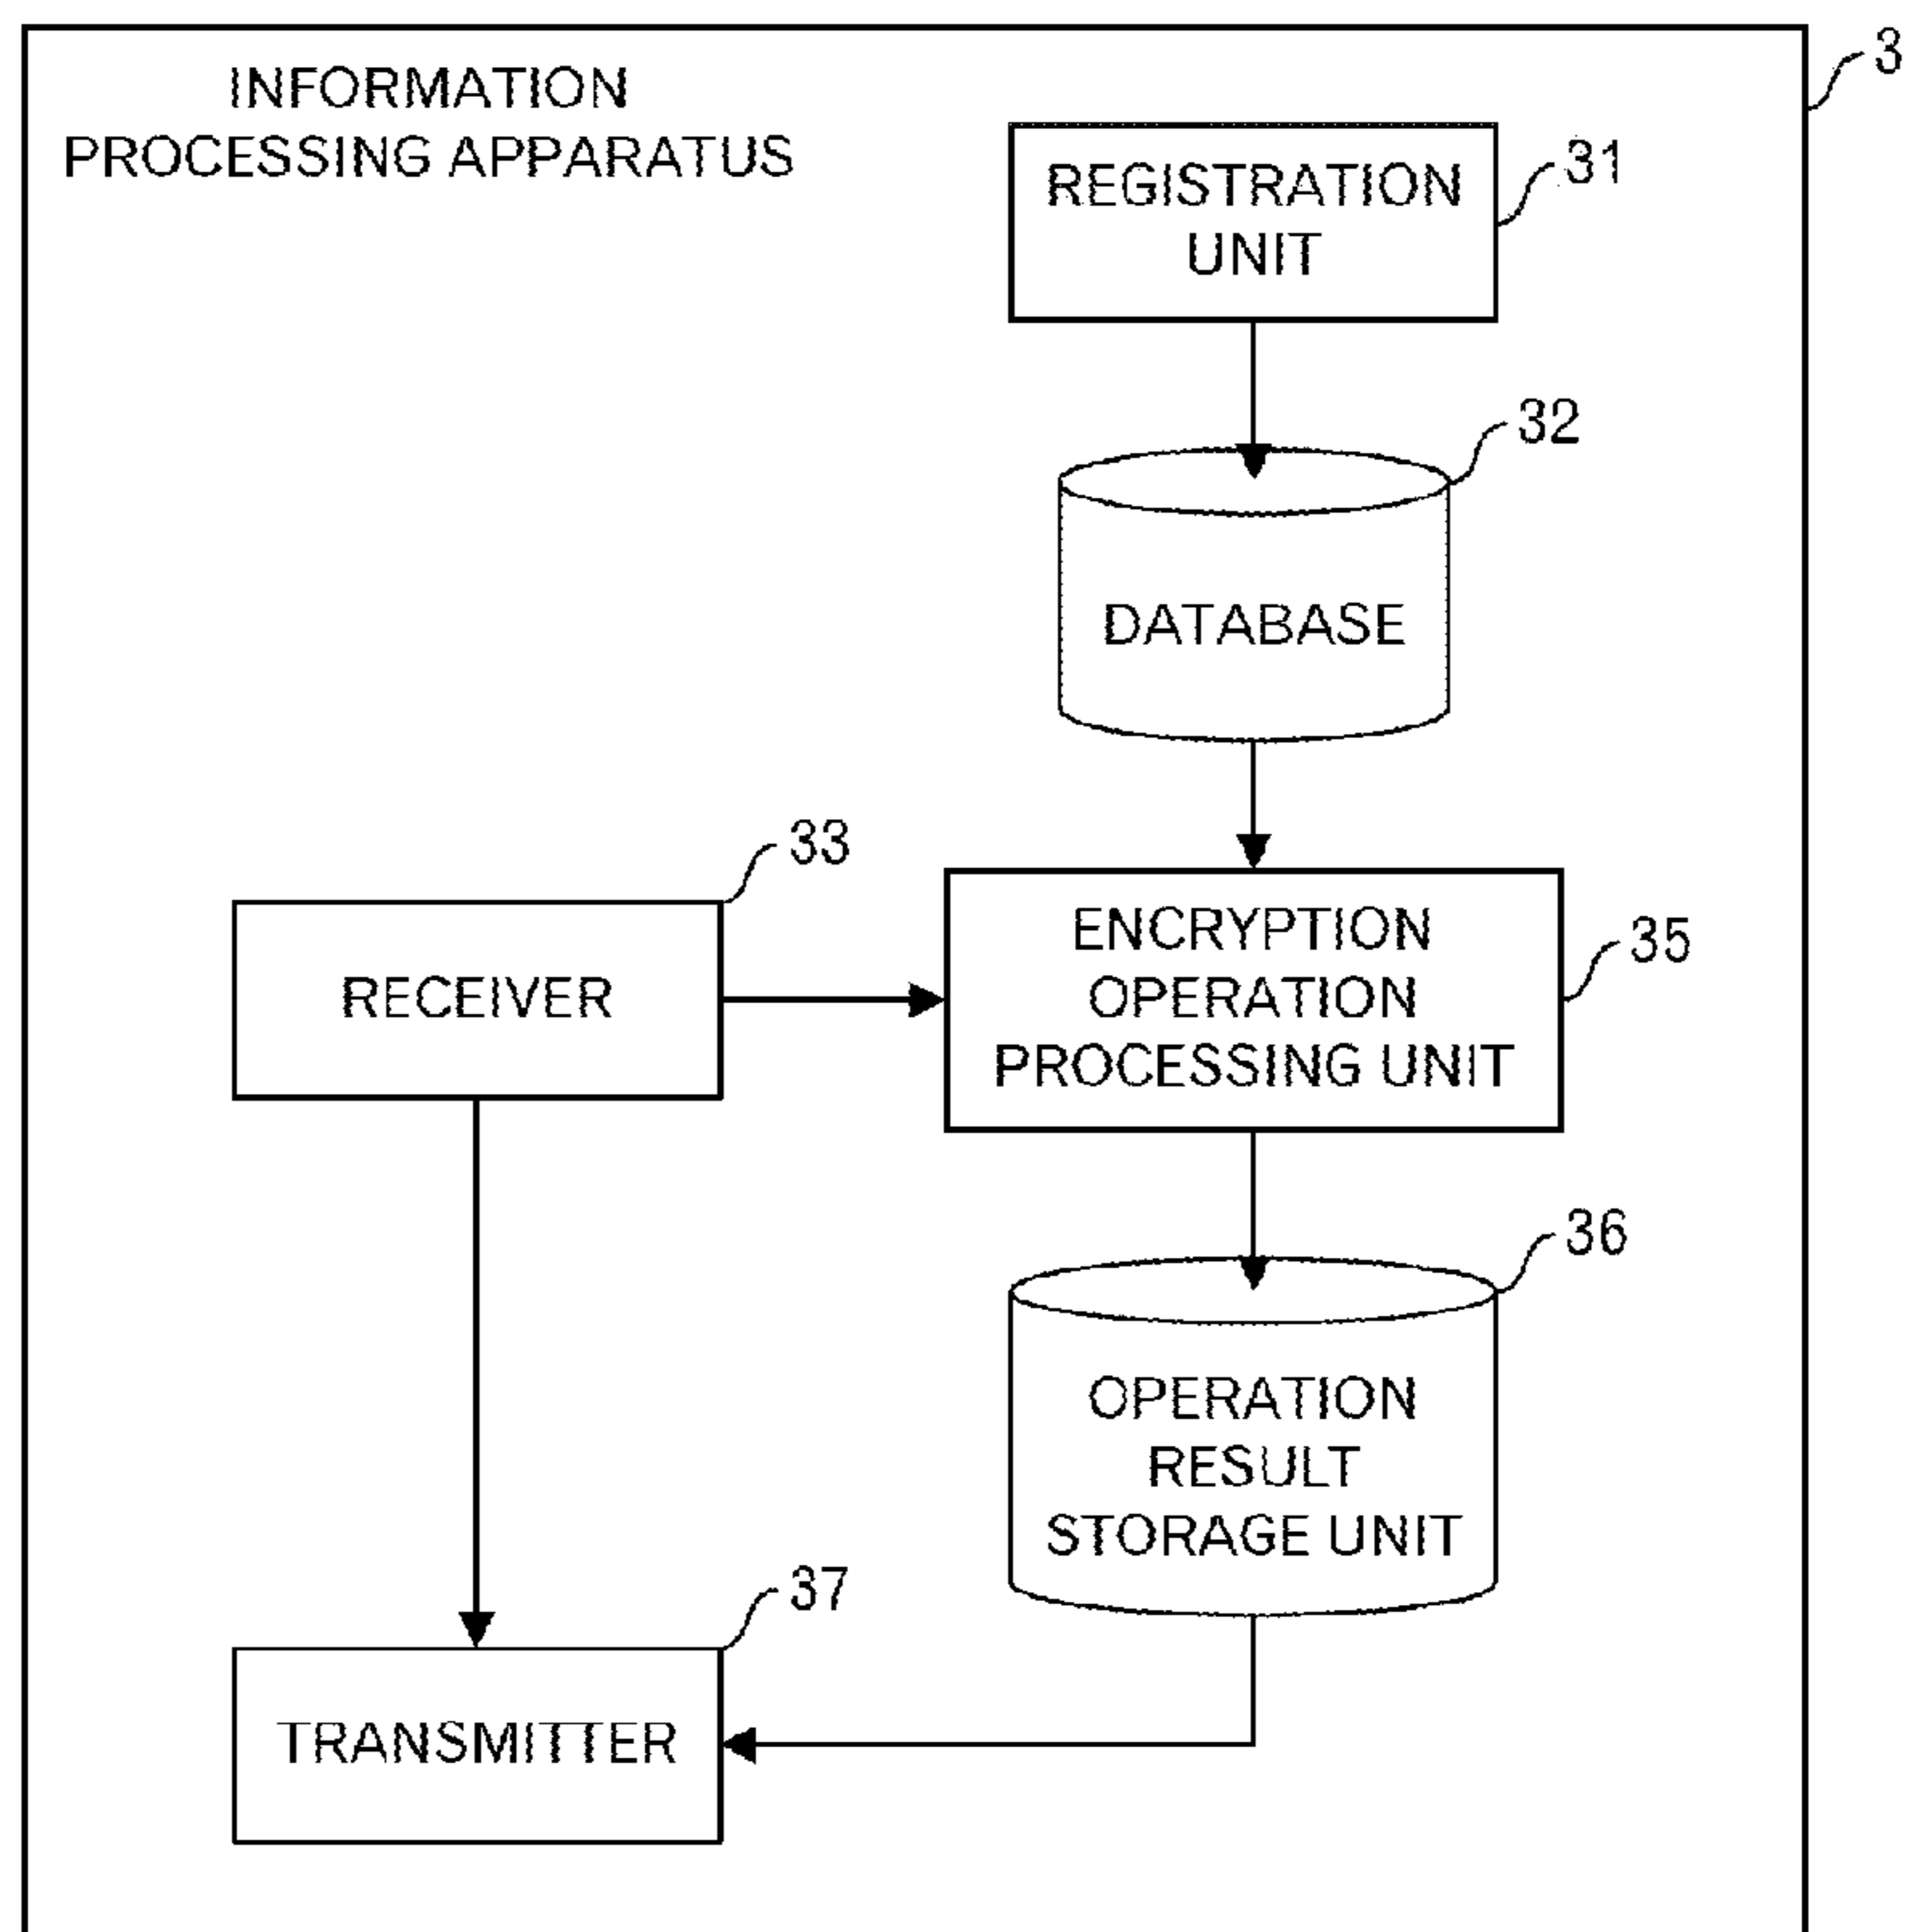 INFORMATION
PROCESSING APPARATUS
3
REGISTRATION
UNIT
31
32
DATABASE
33
RECEIVER
ENCRYPTION
OPERATION
PROCESSING UNIT
35
36
OPERATION
RESULT
STORAGE UNIT
37
TRANSMITTER